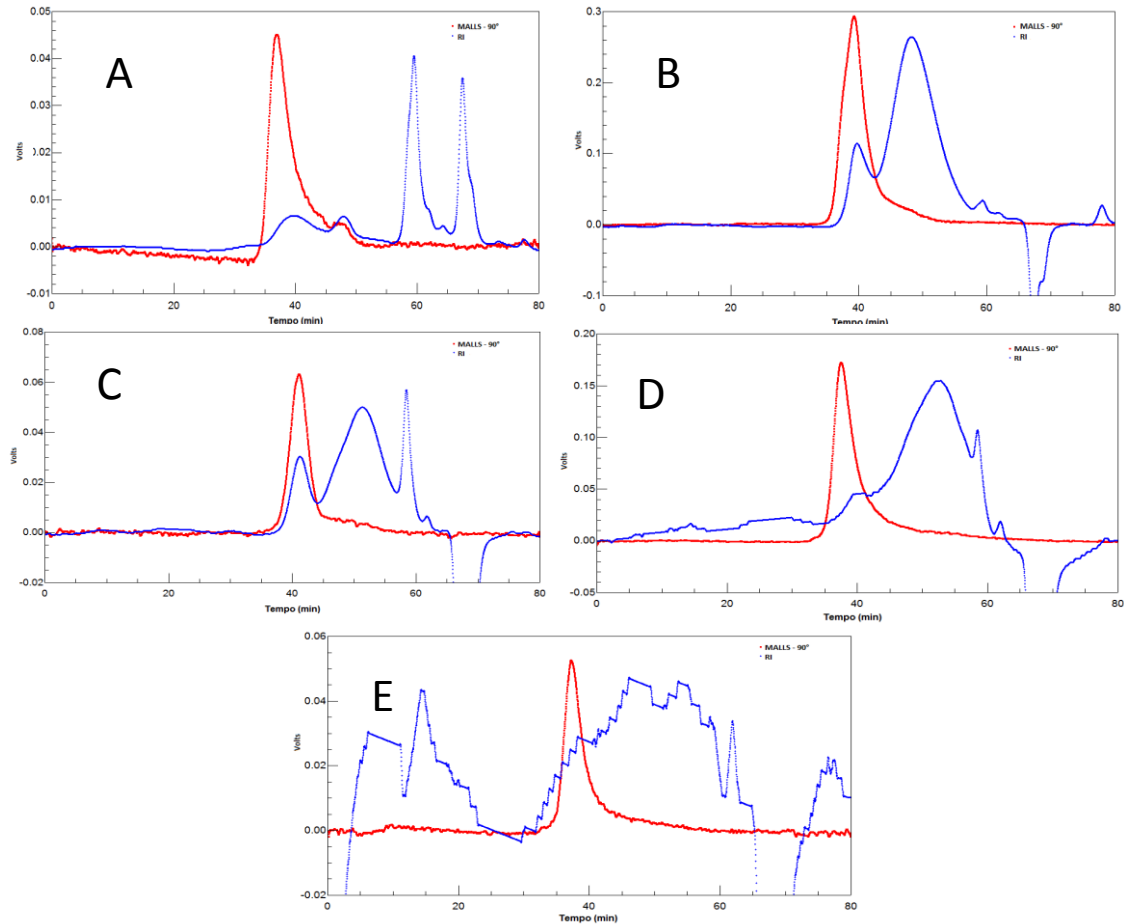 A
0.05
0.04
0.03
0.02
0.01
0.00
-0.01
Volts
0 20 40 60 80
Tempo (min)
MALLS - 90°
RI
B
0.3
0.2
0.1
0.0
-0.1
Volts
0 20 40 60 80
Tempo (min)
MALLS - 90°
RI
C
0.08
0.06
0.04
0.02
0.00
-0.02
Volts
0 20 40 60 80
Tempo (min)
MALLS - 90°
RI
D
0.20
0.15
0.10
0.05
0.00
-0.05
Volts
0 20 40 60 80
Tempo (min)
MALLS - 90°
RI
E
0.06
0.04
0.02
0.00
-0.02
Volts
0 20 40 60 80
Tempo (min)
MALLS - 90°
RI